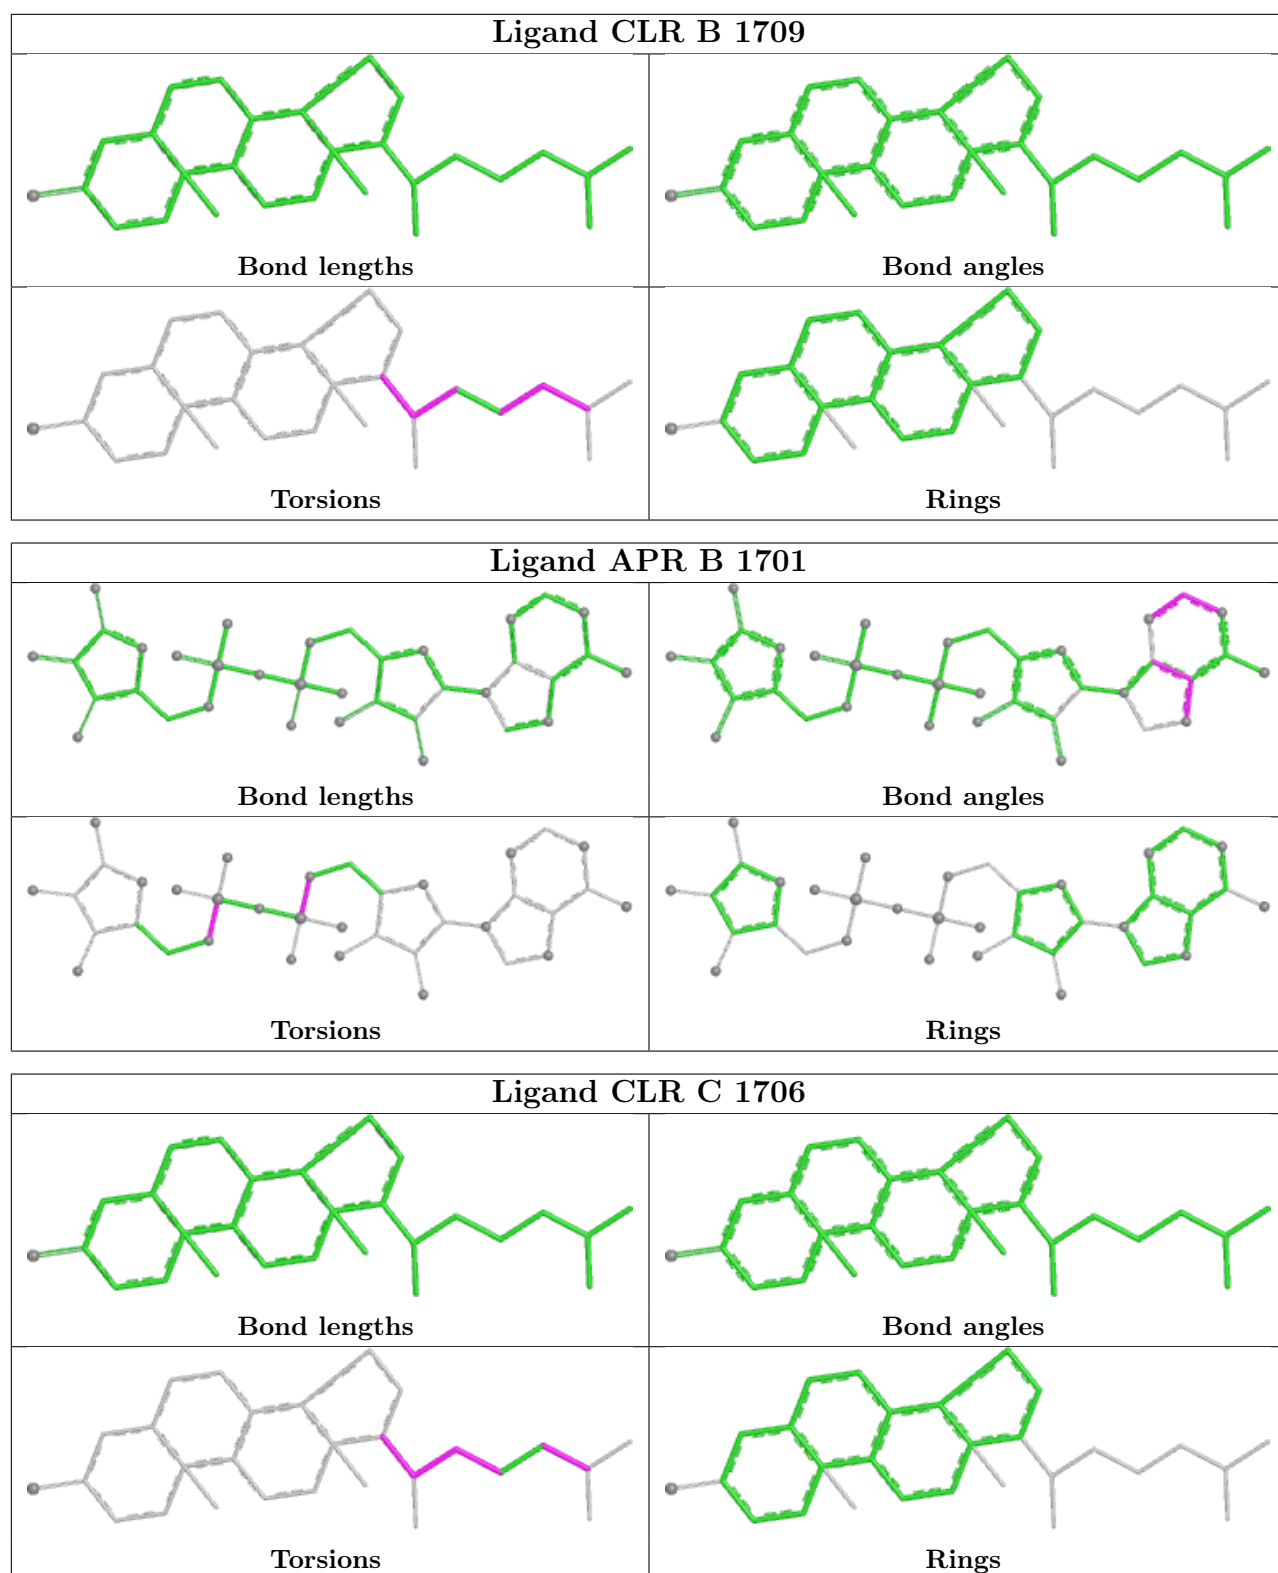 Ligand CLR B 1709
Bond lengths
Bond angles
Torsions
Rings
Ligand APR B 1701
Bond lengths
Bond angles
Torsions
Rings
Ligand CLR C 1706
Bond lengths
Bond angles
Torsions
Rings